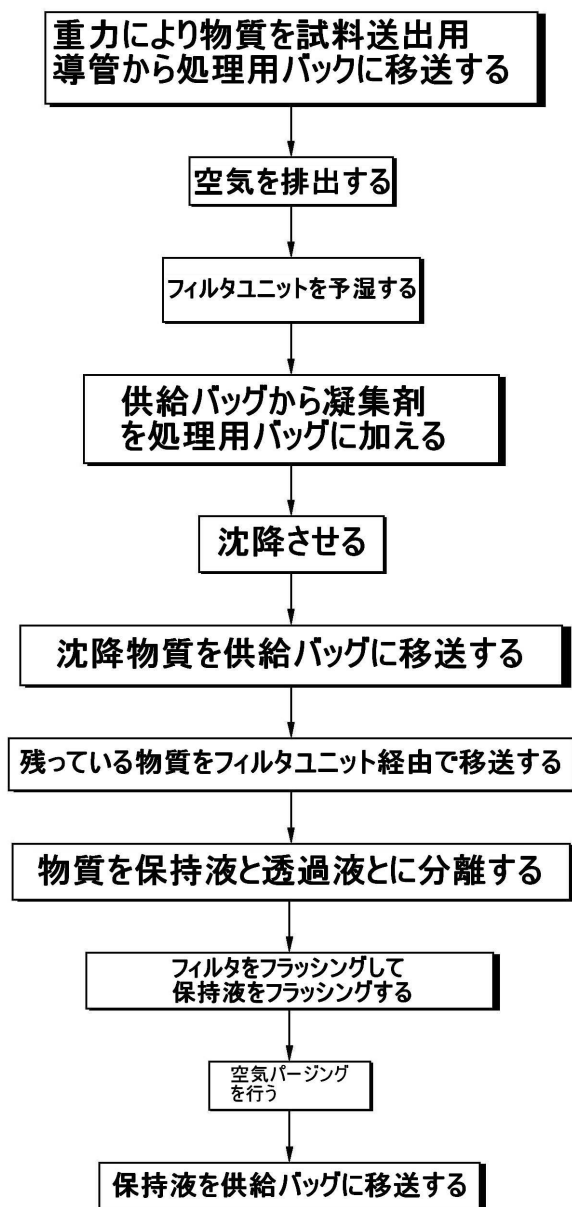 重力により物質を試料送出用
導管から処理用バックに移送する
空気を排出する
フィルタユニットを予湿する
供給バッグから凝集剤
を処理用バッグに加える
沈降させる
沈降物質を供給バッグに移送する
残っている物質をフィルタユニット経由で移送する
物質を保持液と透過液とに分離する
フィルタをフラッシングして
保持液をフラッシングする
空気パージング
を行う
保持液を供給バッグに移送する